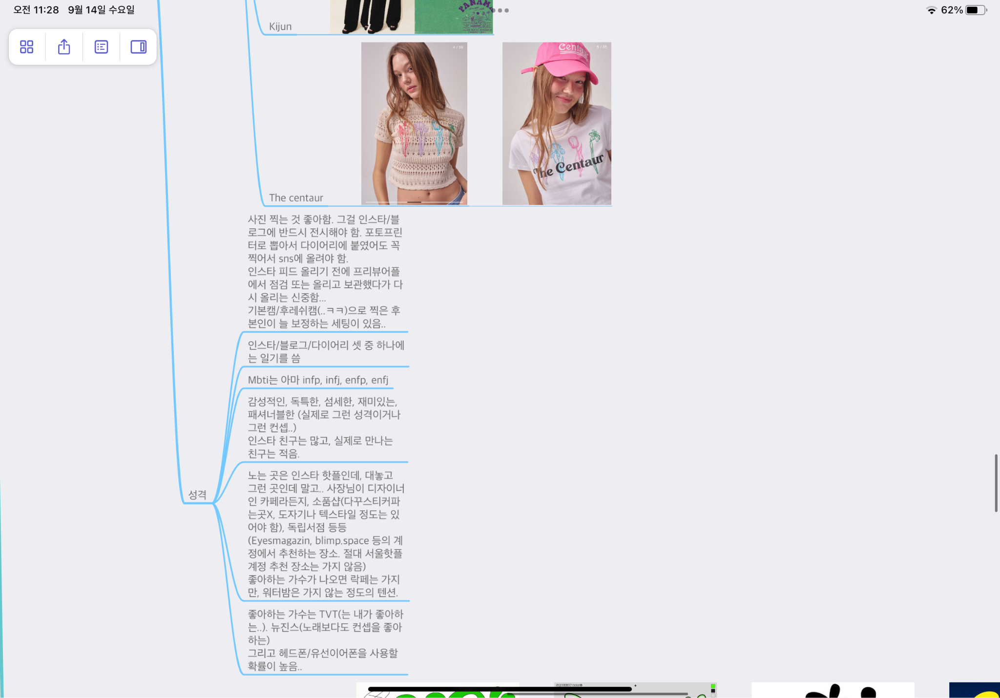 오전 11:28 9월 14일 수요일
62%
PANAMA
Kijun
4 / 35
5 / 35
Centaur
The Centaur
The centaur
사진 찍는 것 좋아함. 그걸 인스타/블
로그에 반드시 전시해야 함. 포토프린
터로 뽑아서 다이어리에 붙였어도 꼭
찍어서 sns에 올려야 함.
인스타 피드 올리기 전에 프리뷰어플
에서 점검 또는 올리고 보관했다가 다
시 올리는 신중함...
기본캠/후레쉬캠(..ㅋㅋ)으로 찍은 후
본인이 늘 보정하는 세팅이 있음..
인스타/블로그/다이어리 셋 중 하나에
는 일기를 씀
Mbti는 아마 infp, infj, enfp, enfj
감성적인, 독특한, 섬세한, 재미있는,
패셔너블한 (실제로 그런 성격이거나
그런 컨셉..)
인스타 친구는 많고, 실제로 만나는
친구는 적음.
성격
노는 곳은 인스타 핫플인데, 대놓고
그런 곳인데 말고.. 사장님이 디자이너
인 카페라든지, 소품샵(다꾸스티커파
는곳X, 도자기나 텍스타일 정도는 있
어야 함), 독립서점 등등
(Eyesmagazin, blimp.space 등의 계
정에서 추천하는 장소. 절대 서울핫플
계정 추천 장소는 가지 않음)
좋아하는 가수가 나오면 락페는 가지
만, 워터밤은 가지 않는 정도의 텐션.
좋아하는 가수는 TVT(는 내가 좋아하
는..). 뉴진스(노래보다도 컨셉을 좋아
하는)
그리고 헤드폰/유선이어폰을 사용할
확률이 높음..